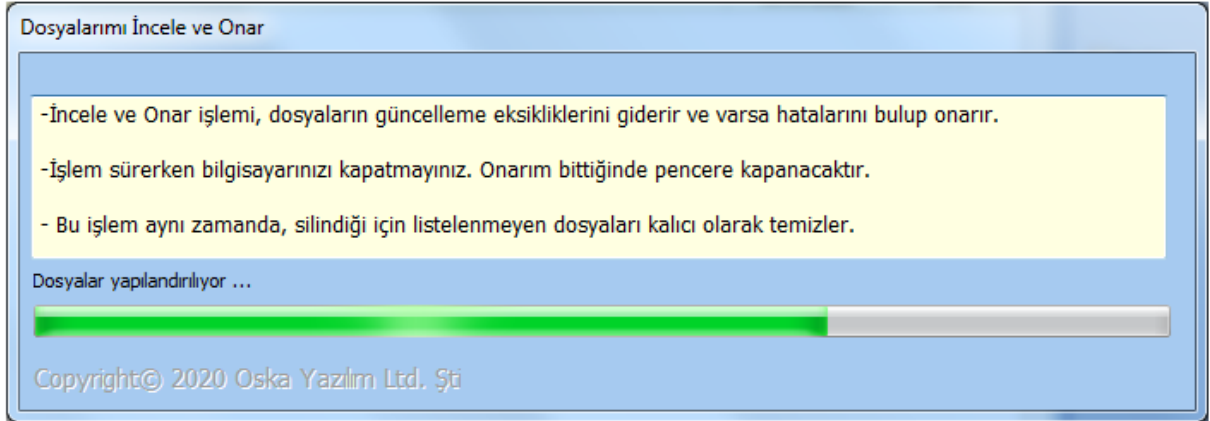 Dosyalarımı İncele ve Onar
-İncele ve Onar işlemi, dosyaların güncelleme eksikliklerini giderir ve varsa hatalarını bulup onarır.
-İşlem sürerken bilgisayarınızı kapatmayınız. Onarım bittiğinde pencere kapanacaktır.
- Bu işlem aynı zamanda, silindiği için listelenmeyen dosyaları kalıcı olarak temizler.
Dosyalar yapılandırılıyor ...
Copyright© 2020 Oska Yazılım Ltd. Şti